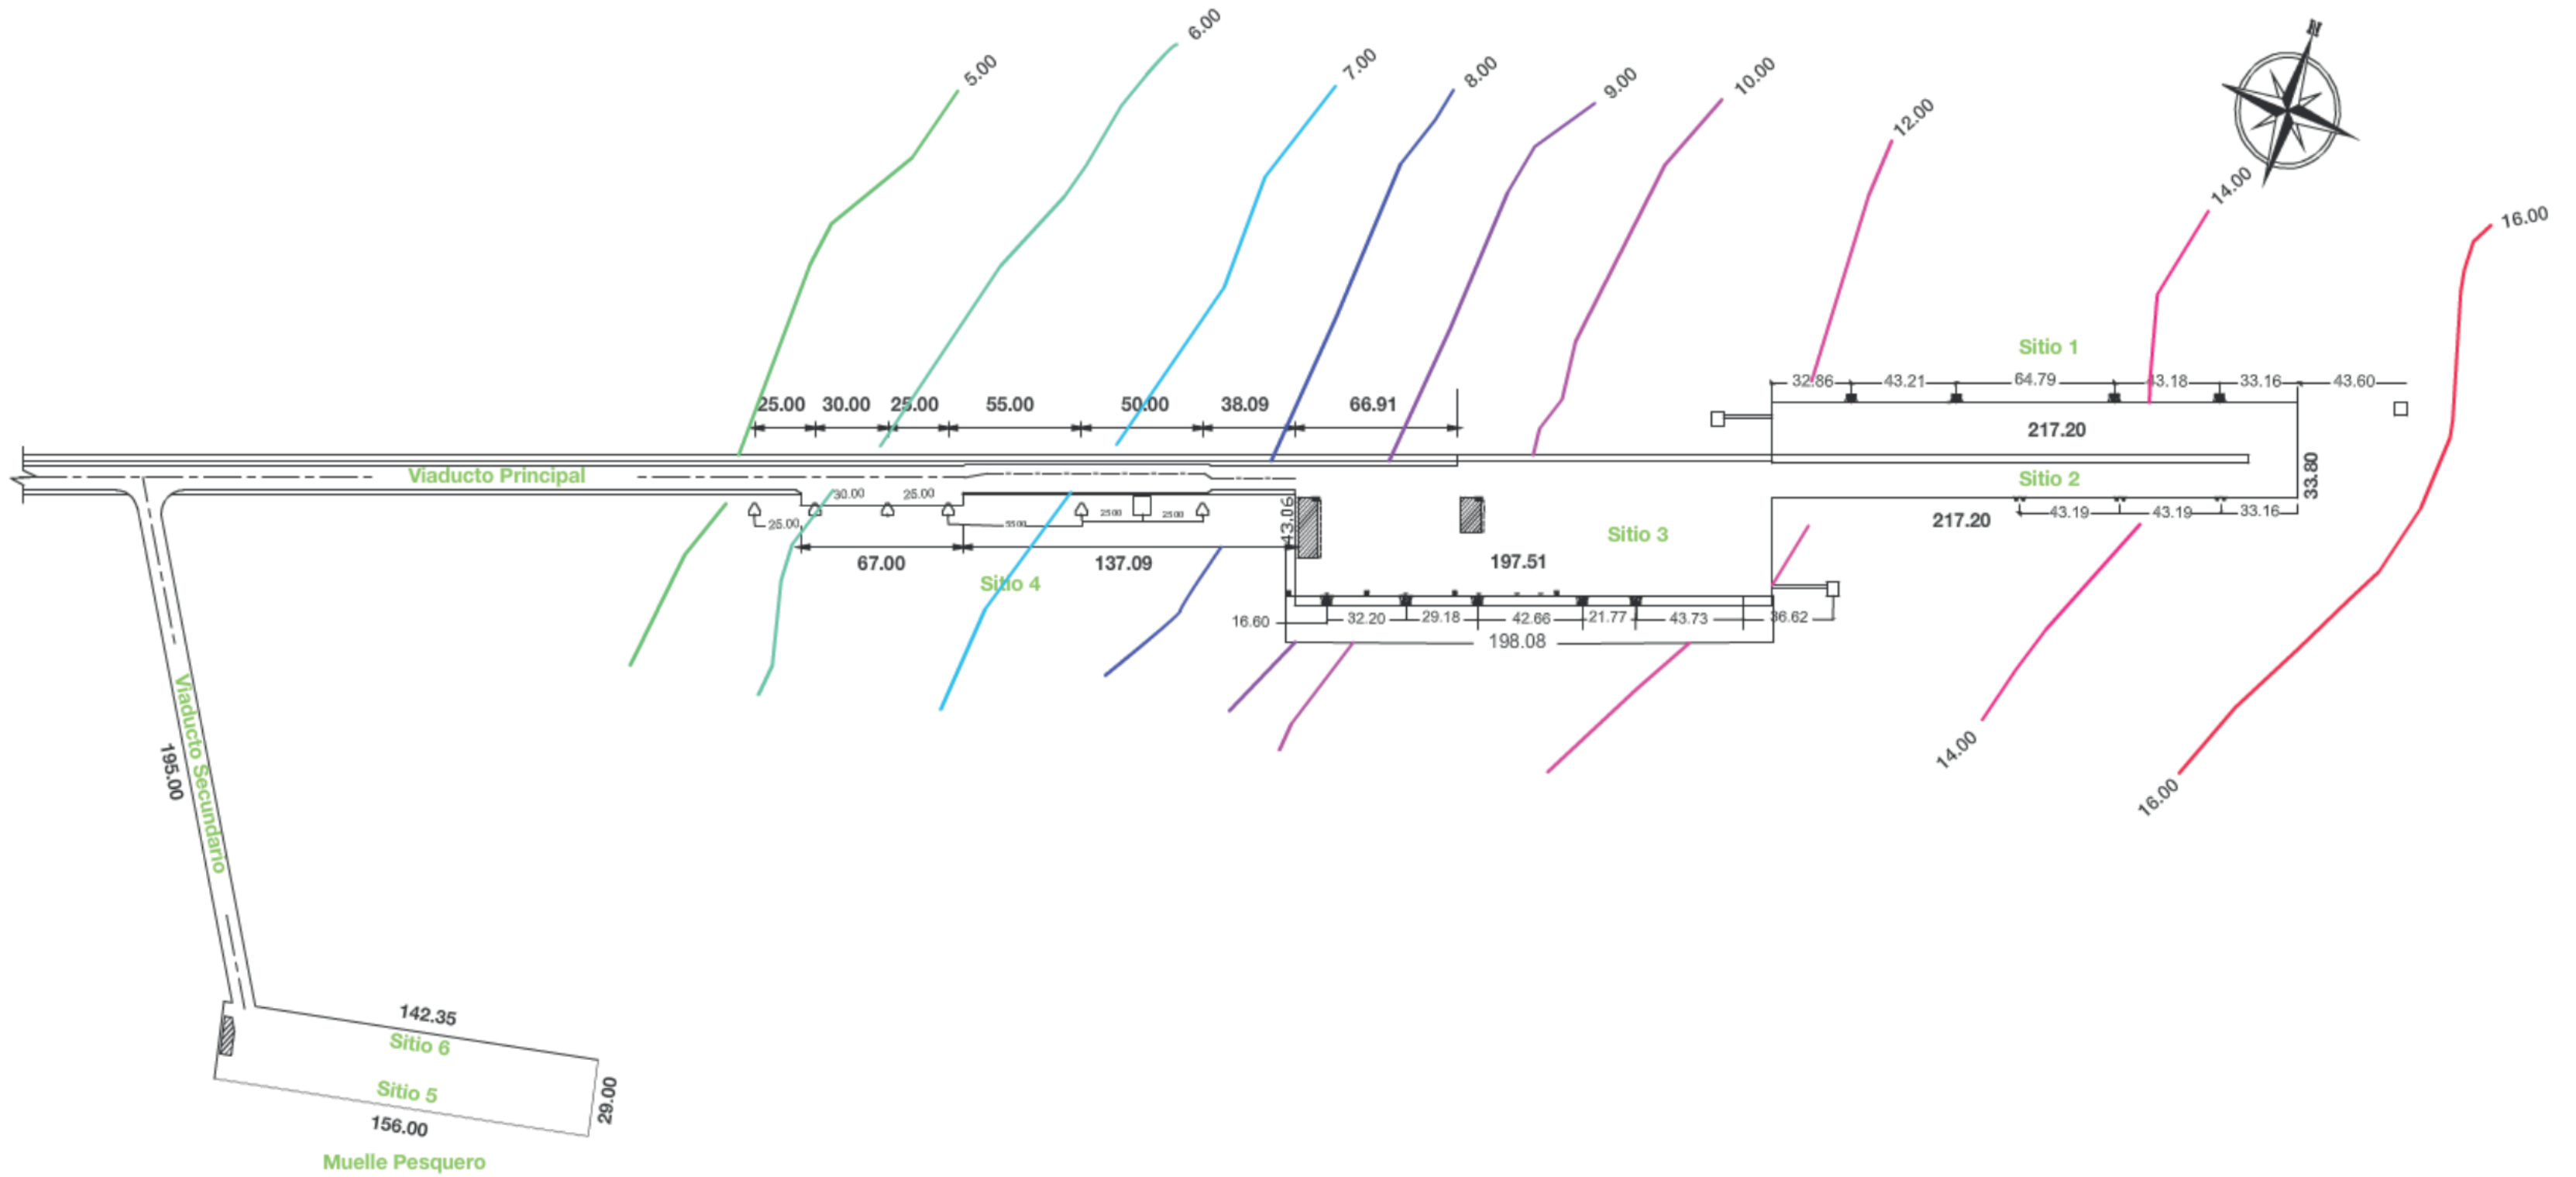 N
6.00
5.00
7.00
8.00
9.00
10.00
12.00
14.00
16.00
Sitio 1
32.86 43.21 64.79 43.18 33.16 43.60
25.00 30.00 25.00 55.00 50.00 38.09 66.91
217.20
Viaducto Principal
Sitio 2
33.80
30.00 25.00
25.00 5500 2500 2500
43.06
43.19 43.19 33.16
217.20
Sitio 3
67.00 137.09
197.51
Sitio 4
16.60 32.20 29.18 42.66 21.77 43.73 36.62
198.08
Viaducto Secundario
195.00
14.00
16.00
142.35
Sitio 6
Sitio 5
29.00
156.00
Muelle Pesquero